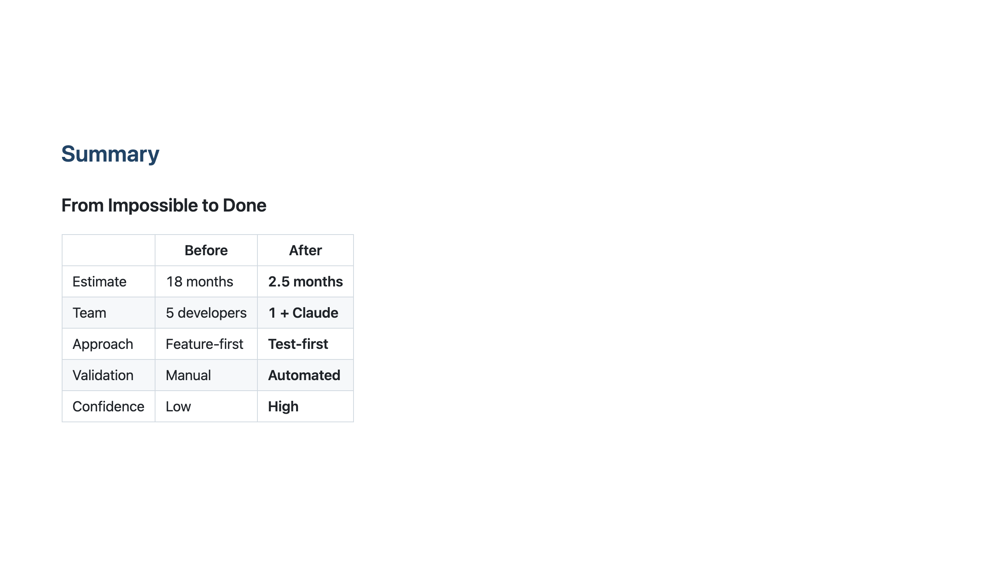 Summary
From Impossible to Done
Before After
Estimate 18 months 2.5 months
Team 5 developers 1 + Claude
Approach Feature-first Test-first
Validation Manual Automated
Confidence Low High